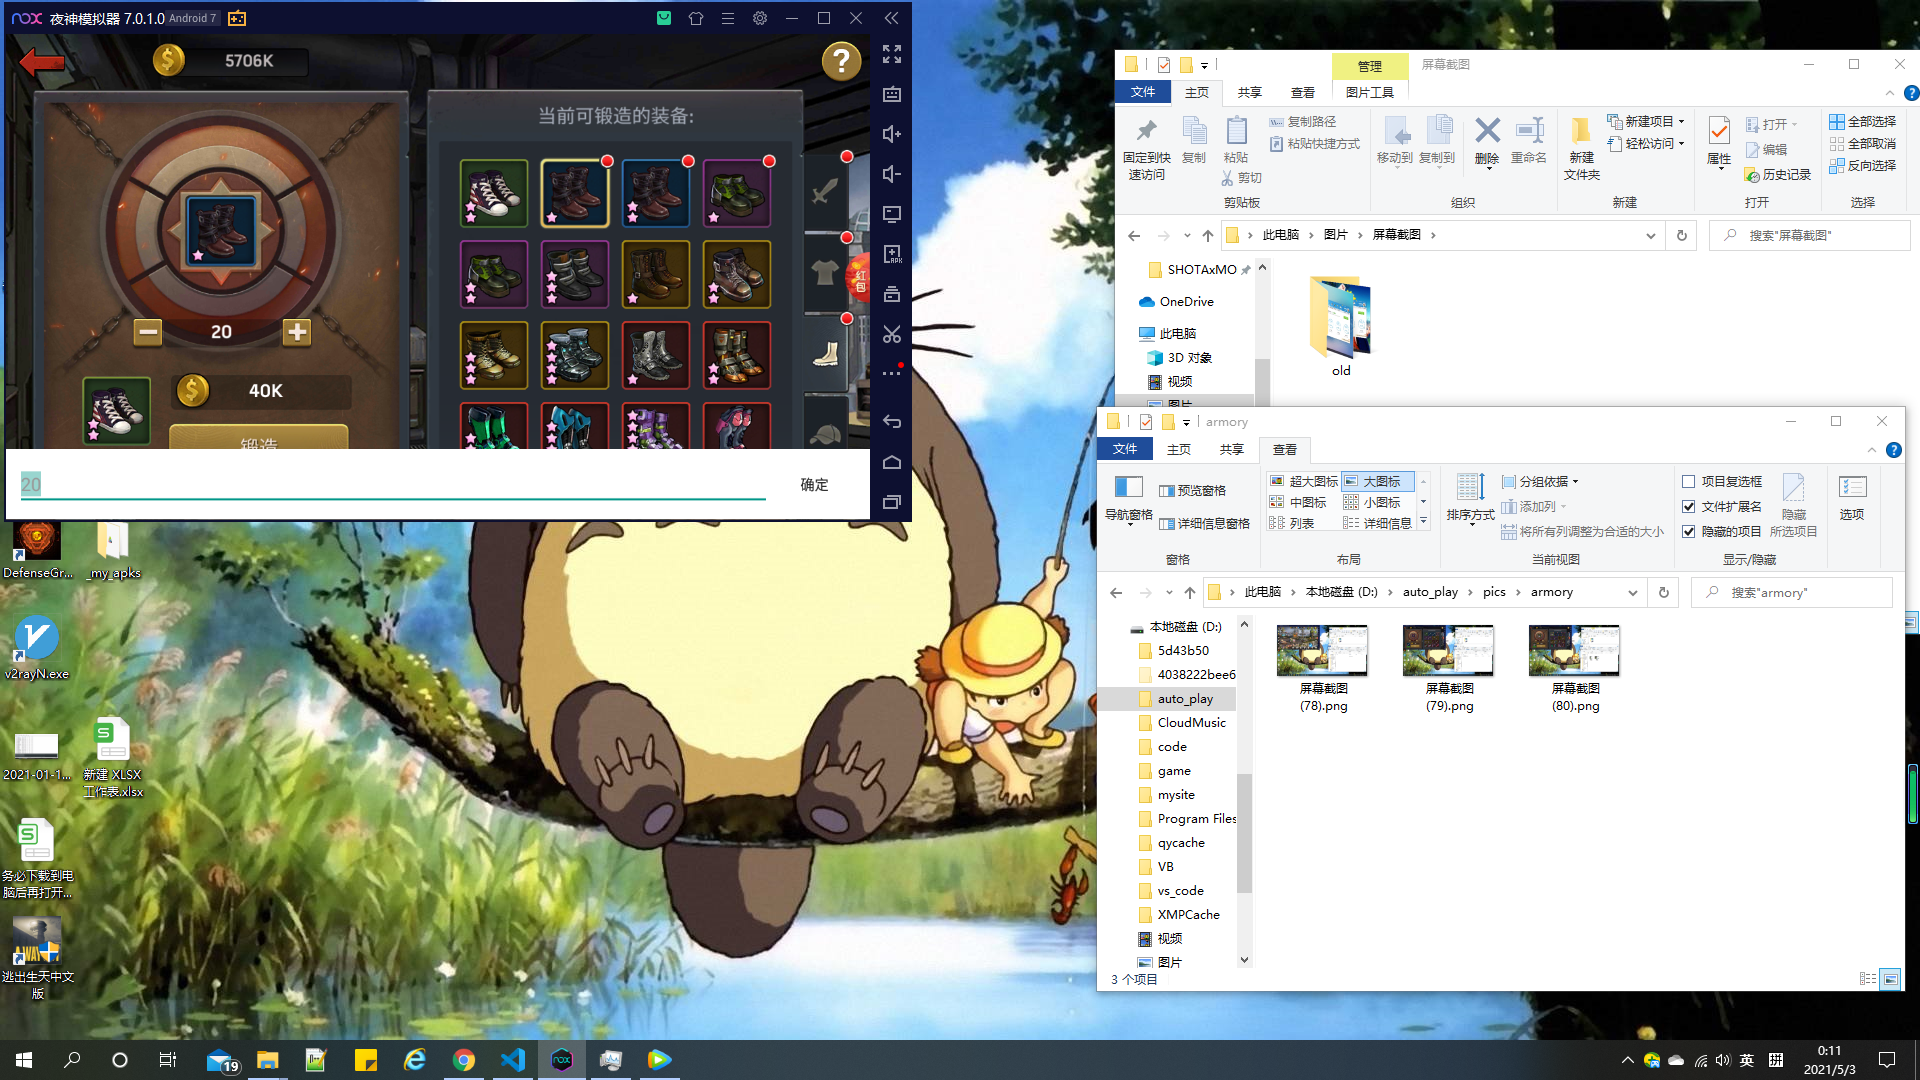 nox 夜神模拟器 7.0.1.0 Android 7
5706K
?
当前可锻造的装备:
20
40K
锻造
红包
20
确定
DefenseGr...
_my_apks
v2rayN.exe
2021-01-1...
新建 XLSX
工作表.xlsx
务必下载到电
脑后再打开...
逃出生天中文
版
管理
屏幕截图
文件
主页
共享
查看
图片工具
固定到快
速访问
复制
粘贴
复制路径
粘贴快捷方式
剪切
剪贴板
移动到
复制到
删除
重命名
组织
新建
文件夹
新建项目
轻松访问
新建
属性
打开
编辑
历史记录
打开
全部选择
全部取消
反向选择
选择
此电脑
图片
屏幕截图
搜索"屏幕截图"
SHOTAxMO
OneDrive
此电脑
3D 对象
视频
图片
old
armory
文件
主页
共享
查看
导航窗格
预览窗格
详细信息窗格
窗格
超大图标
大图标
中图标
小图标
列表
详细信息
布局
排序方式
分组依据
添加列
将所有列调整为合适的大小
当前视图
项目复选框
文件扩展名
隐藏的项目
隐藏
所选项目
显示/隐藏
选项
此电脑
本地磁盘 (D:)
auto_play
pics
armory
搜索"armory"
本地磁盘 (D:)
5d43b50
4038222bee6
auto_play
CloudMusic
code
game
mysite
Program Files
qycache
VB
vs_code
XMPCache
视频
图片
屏幕截图
(78).png
屏幕截图
(79).png
屏幕截图
(80).png
3 个项目
19
英
拼
0:11
2021/5/3